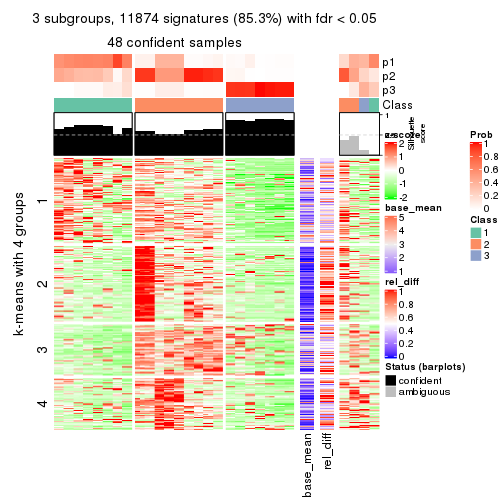 3 subgroups, 11874 signatures (85.3%) with fdr < 0.05
48 confident samples
p1
p2
p3
Class
1
Silhouette
score
z-score
2
1
0
-1
-2
base_mean
5
4
3
2
1
rel_diff
1
0.8
0.6
0.4
0.2
0
Status (barplots)
confident
ambiguous
Prob
1
0.8
0.6
0.4
0.2
0
Class
1
2
3
k-means with 4 groups
1
2
3
4
base_mean
rel_diff